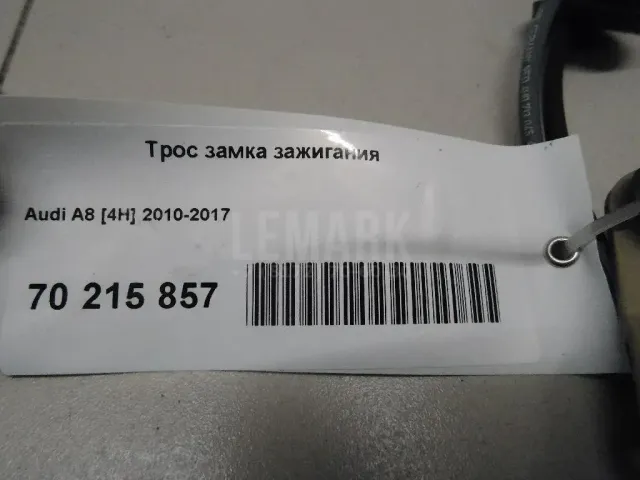 Трос замка зажигания
Audi A8 [4H] 2010-2017
LEMARK
70 215 857